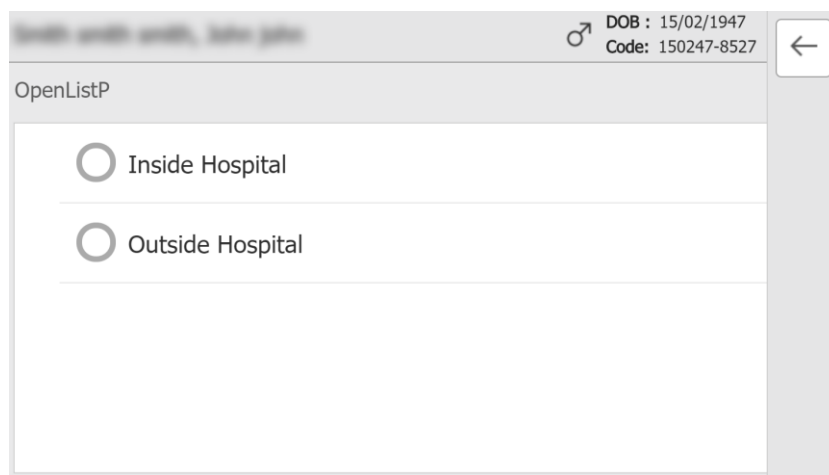 DOB : 15/02/1947
Code: 150247-8527
OpenListP
Inside Hospital
Outside Hospital